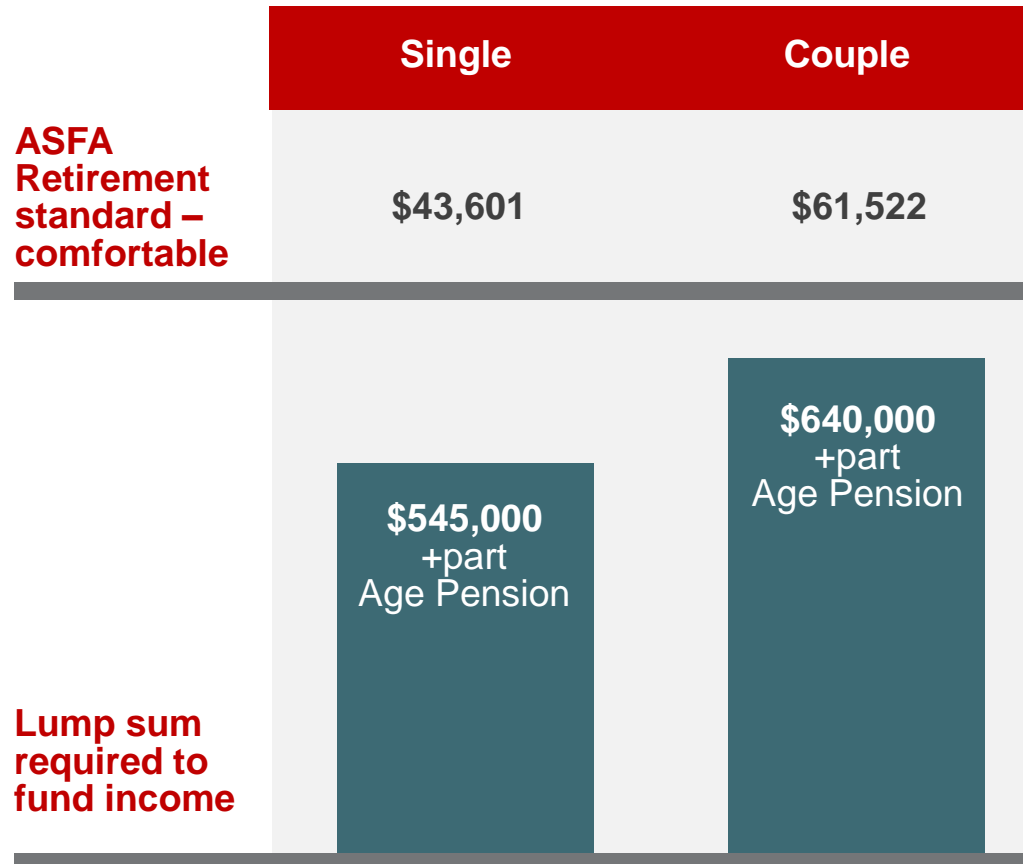 Single
Couple
ASFA
Retirement
standard –
comfortable
$43,601
$61,522
$640,000
+part
Age Pension
$545,000
+part
Age Pension
Lump sum
required to
fund income